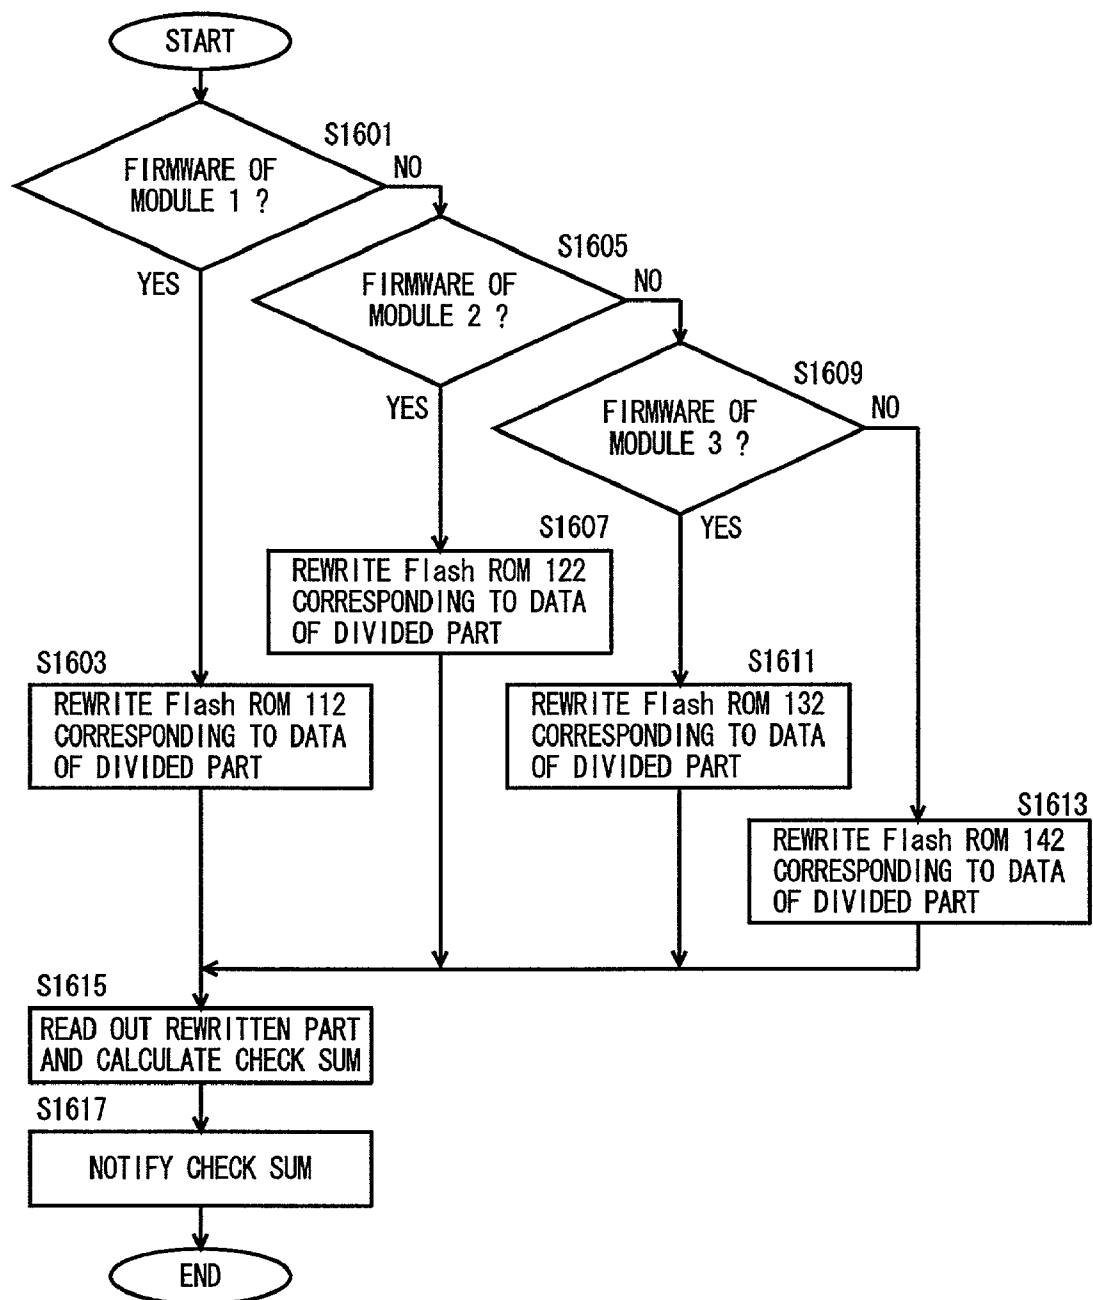 START
S1601
FIRMWARE OF
MODULE 1 ?
NO
YES
S1605
FIRMWARE OF
MODULE 2 ?
NO
YES
S1609
FIRMWARE OF
MODULE 3 ?
NO
YES
S1607
REWRITE Flash ROM 122
CORRESPONDING TO DATA
OF DIVIDED PART
S1603
REWRITE Flash ROM 112
CORRESPONDING TO DATA
OF DIVIDED PART
S1611
REWRITE Flash ROM 132
CORRESPONDING TO DATA
OF DIVIDED PART
S1613
REWRITE Flash ROM 142
CORRESPONDING TO DATA
OF DIVIDED PART
S1615
READ OUT REWRITTEN PART
AND CALCULATE CHECK SUM
S1617
NOTIFY CHECK SUM
END